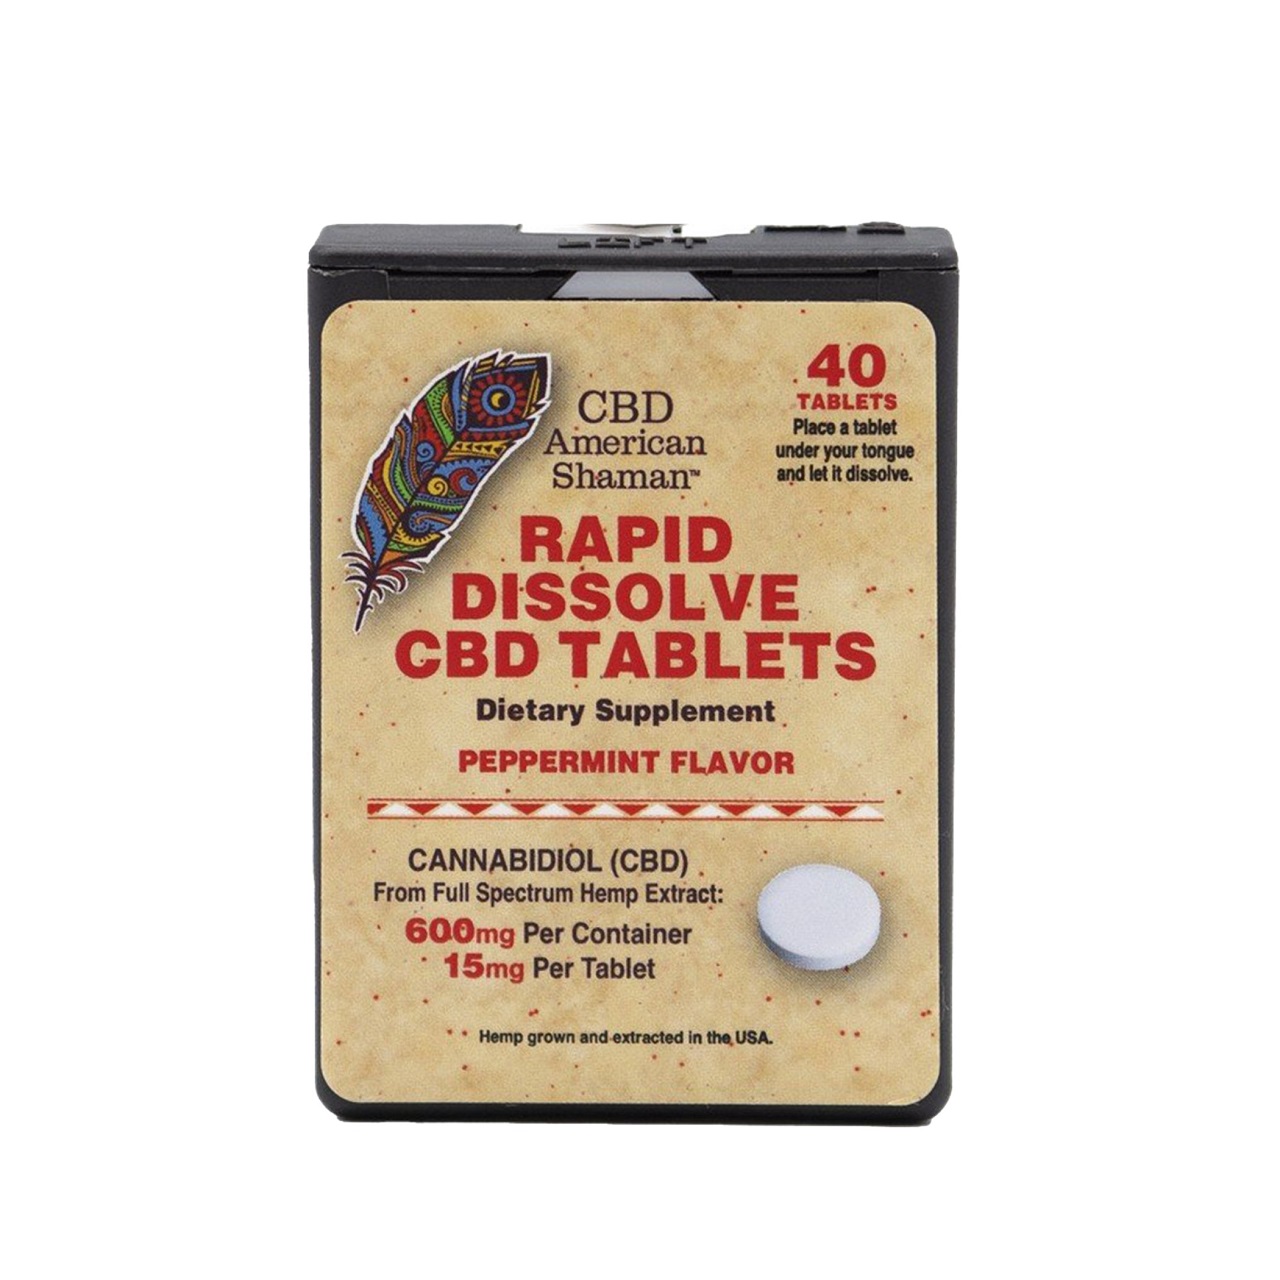 CBD
American
Shaman™
40
TABLETS
Place a tablet
under your tongue
and let it dissolve.
RAPID
DISSOLVE
CBD TABLETS
Dietary Supplement
PEPPERMINT FLAVOR
CANNABIDIOL (CBD)
From Full Spectrum Hemp Extract:
600mg Per Container
15mg Per Tablet
Hemp grown and extracted in the USA.